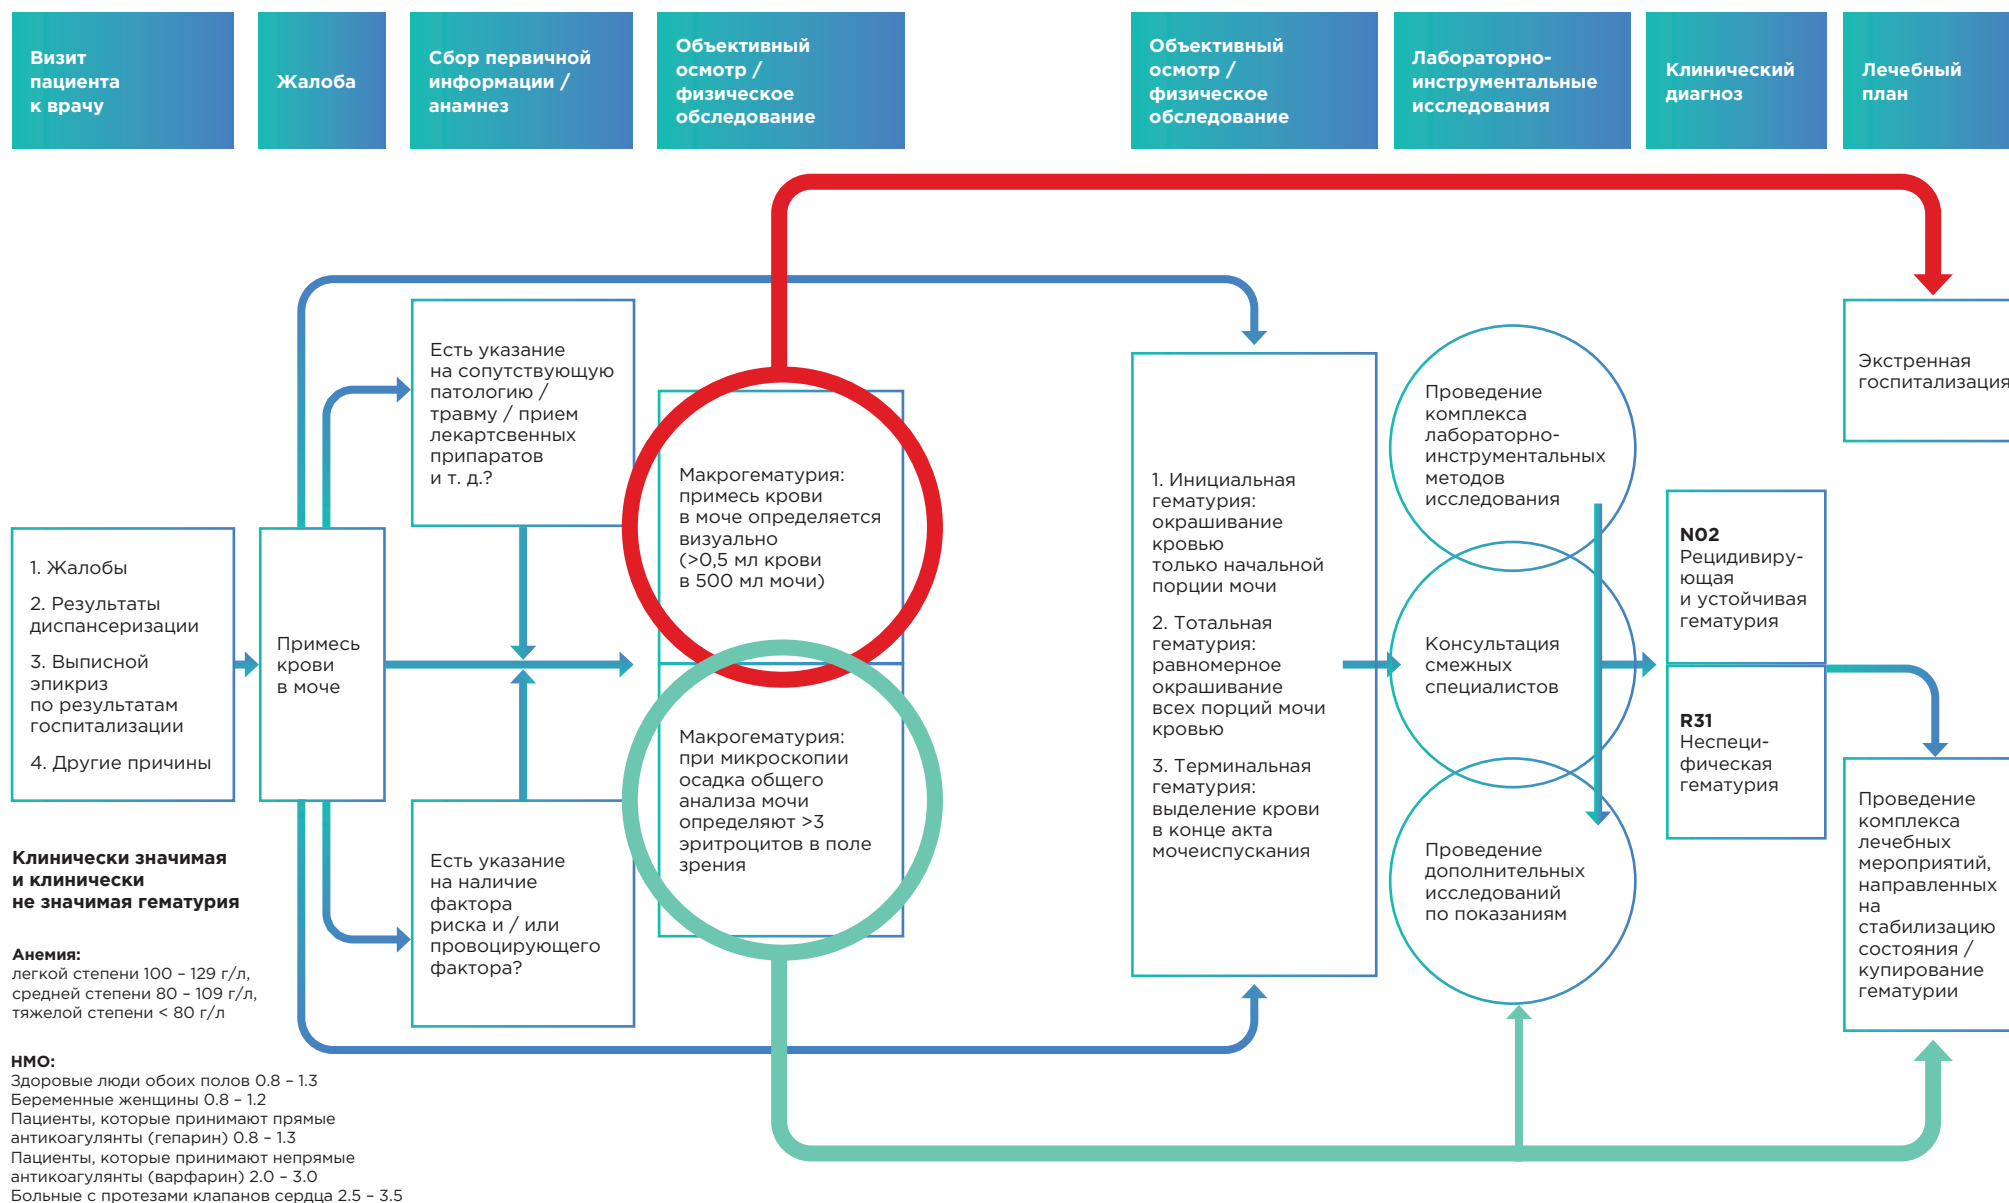 Визит
пациента
к врачу
Жалоба
Сбор первичной
информации /
анамнез
Объективный
осмотр /
физическое
обследование
Объективный
осмотр /
физическое
обследование
Лабораторно-
инструментальные
исследования
Клинический
диагноз
Лечебный
план
1. Жалобы
2. Результаты
диспансеризации
3. Выписной
эпикриз
по результатам
госпитализации
4. Другие причины
Примесь
крови
в моче
Есть указание
на сопутствующую
патологию /
травму / прием
лекартсвенных
припаратов
и т. д.?
Есть указание
на наличие
фактора
риска и / или
провоцирующего
фактора?
Макрогематурия:
примесь крови
в моче определяется
визуально
(>0,5 мл крови
в 500 мл мочи)
Макрогематурия:
при микроскопии
осадка общего
анализа мочи
определяют >3
эритроцитов в поле
зрения
1. Инициальная
гематурия:
окрашивание
кровью
только начальной
порции мочи
2. Тотальная
гематурия:
равномерное
окрашивание
всех порций мочи
кровью
3. Терминальная
гематурия:
выделение крови
в конце акта
мочеиспускания
Проведение
комплекса
лабораторно-
инструментальных
методов
исследования
Консультация
смежных
специалистов
Проведение
дополнительных
исследований
по показаниям
N02
Рецидивиру-
ющая
и устойчивая
гематурия
R31
Неспеци-
фическая
гематурия
Экстренная
госпитализация
Проведение
комплекса
лечебных
мероприятий,
направленных
на
стабилизацию
состояния /
купирование
гематурии
Клинически значимая
и клинически
не значимая гематурия
Анемия:
легкой степени 100 – 129 г/л,
средней степени 80 – 109 г/л,
тяжелой степени < 80 г/л
НМО:
Здоровые люди обоих полов 0.8 – 1.3
Беременные женщины 0.8 – 1.2
Пациенты, которые принимают прямые
антикоагулянты (гепарин) 0.8 – 1.3
Пациенты, которые принимают непрямые
антикоагулянты (варфарин) 2.0 – 3.0
Больные с протезами клапанов сердца 2.5 – 3.5